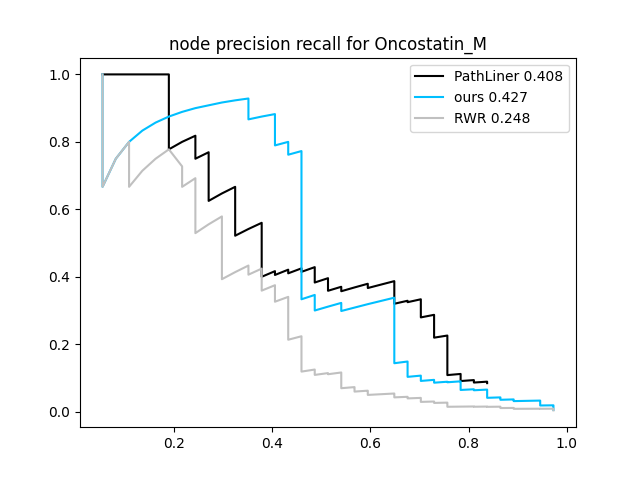 node precision recall for Oncostatin_M
PathLiner 0.408
ours 0.427
RWR 0.248
1.0
0.8
0.6
0.4
0.2
0.0
0.2 0.4 0.6 0.8 1.0